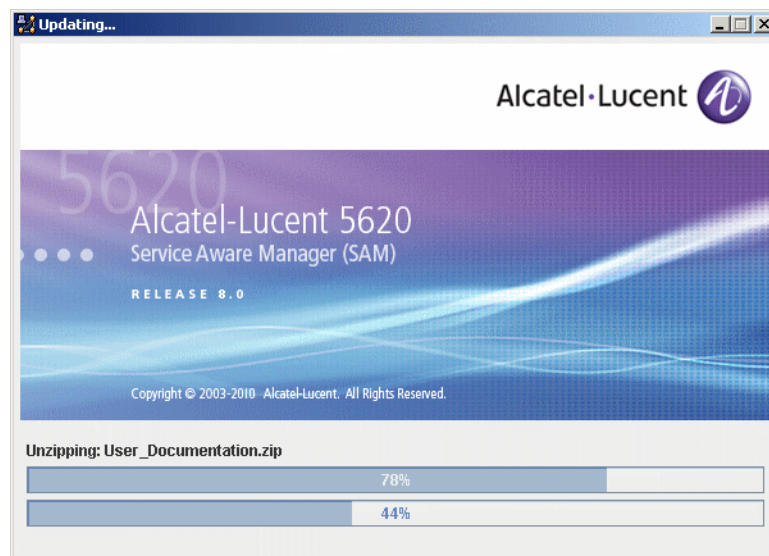 Updating...
Alcatel·Lucent
5620
Alcatel-Lucent 5620
Service Aware Manager (SAM)
RELEASE 8.0
Copyright © 2003-2010 Alcatel-Lucent. All Rights Reserved.
Unzipping: User_Documentation.zip
78%
44%